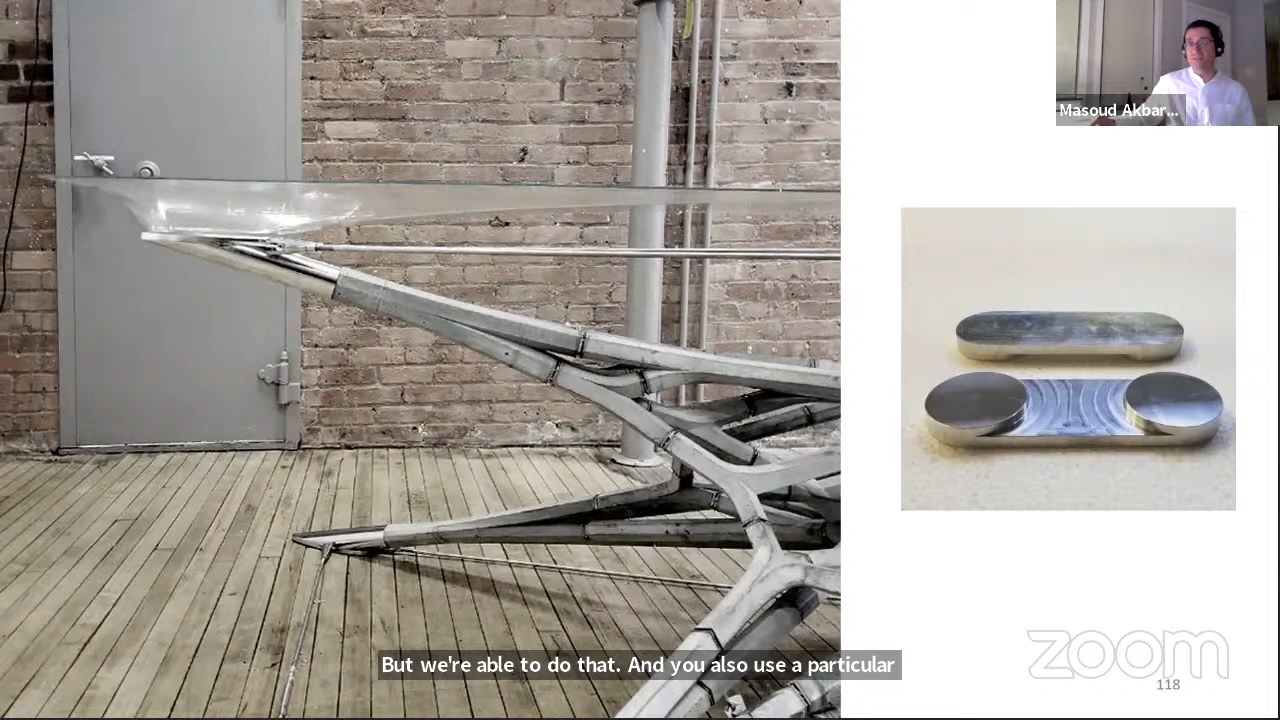 Masoud Akbar...
But we're able to do that. And you also use a particular
zoom
118